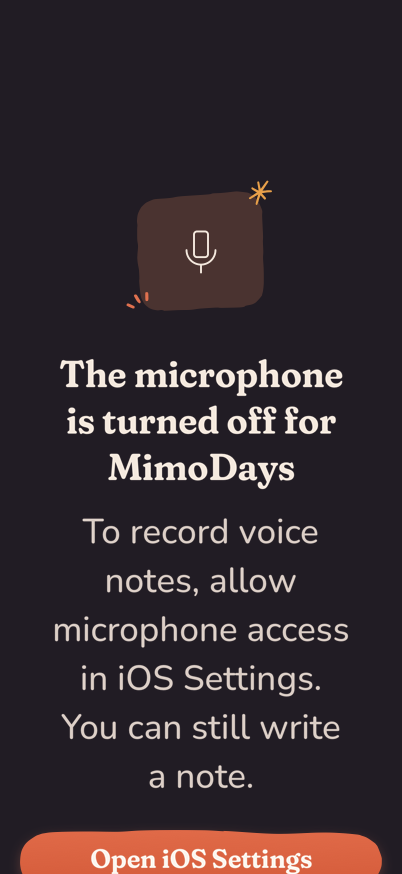 The microphone
is turned off for
MimoDays
To record voice
notes, allow
microphone access
in iOS Settings.
You can still write
a note.
Open iOS Settings